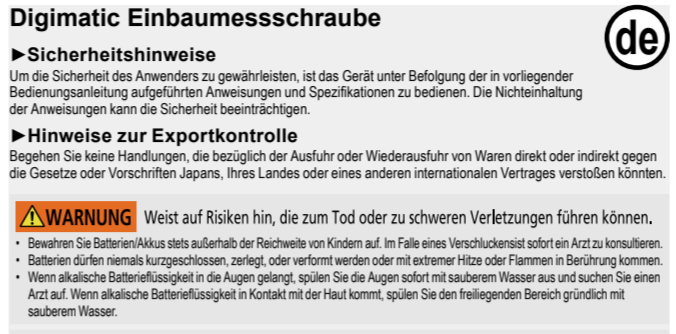 Digimatic Einbaumessschraube
de
►Sicherheitshinweise
Um die Sicherheit des Anwenders zu gewährleisten, ist das Gerät unter Befolgung der in vorliegender
Bedienungsanleitung aufgeführten Anweisungen und Spezifikationen zu bedienen. Die Nichteinhaltung
der Anweisungen kann die Sicherheit beeinträchtigen.
►Hinweise zur Exportkontrolle
Begehen Sie keine Handlungen, die bezüglich der Ausfuhr oder Wiederausfuhr von Waren direkt oder indirekt gegen
die Gesetze oder Vorschriften Japans, Ihres Landes oder eines anderen internationalen Vertrages verstoßen könnten.
WARNUNG Weist auf Risiken hin, die zum Tod oder zu schweren Verletzungen führen können.
• Bewahren Sie Batterien/Akkus stets außerhalb der Reichweite von Kindern auf. Im Falle eines Verschluckensist sofort ein Arzt zu konsultieren.
• Batterien dürfen niemals kurzgeschlossen, zerlegt, oder verformt werden oder mit extremer Hitze oder Flammen in Berührung kommen.
• Wenn alkalische Batterieflüssigkeit in die Augen gelangt, spülen Sie die Augen sofort mit sauberem Wasser aus und suchen Sie einen
Arzt auf. Wenn alkalische Batterieflüssigkeit in Kontakt mit der Haut kommt, spülen Sie den freiliegenden Bereich gründlich mit
sauberem Wasser.